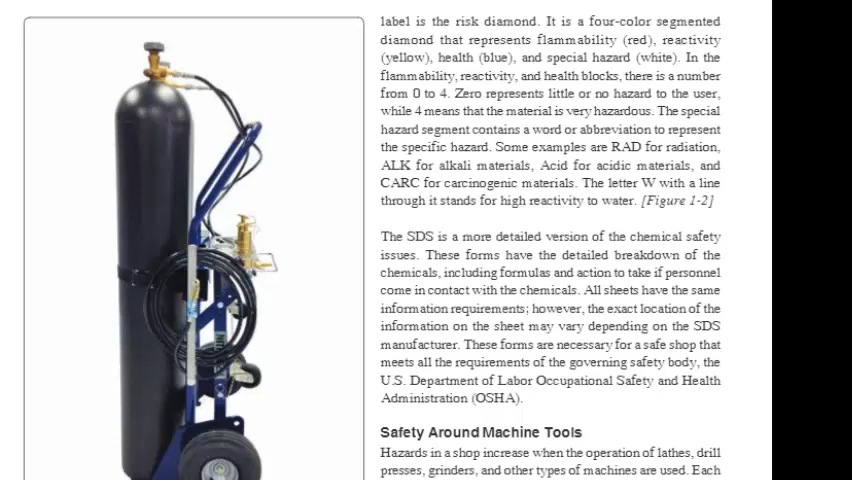 label is the risk diamond. It is a four-color segmented
diamond that represents flammability (red), reactivity
(yellow), health (blue), and special hazard (white). In the
flammability, reactivity, and health blocks, there is a number
from 0 to 4. Zero represents little or no hazard to the user,
while 4 means that the material is very hazardous. The special
hazard segment contains a word or abbreviation to represent
the specific hazard. Some examples are RAD for radiation,
ALK for alkali materials, Acid for acidic materials, and
CARC for carcinogenic materials. The letter W with a line
through it stands for high reactivity to water. [Figure 1-2]
The SDS is a more detailed version of the chemical safety
issues. These forms have the detailed breakdown of the
chemicals, including formulas and action to take if personnel
come in contact with the chemicals. All sheets have the same
information requirements; however, the exact location of the
information on the sheet may vary depending on the SDS
manufacturer. These forms are necessary for a safe shop that
meets all the requirements of the governing safety body, the
U.S. Department of Labor Occupational Safety and Health
Administration (OSHA).
Safety Around Machine Tools
Hazards in a shop increase when the operation of lathes, drill
presses, grinders, and other types of machines are used. Each